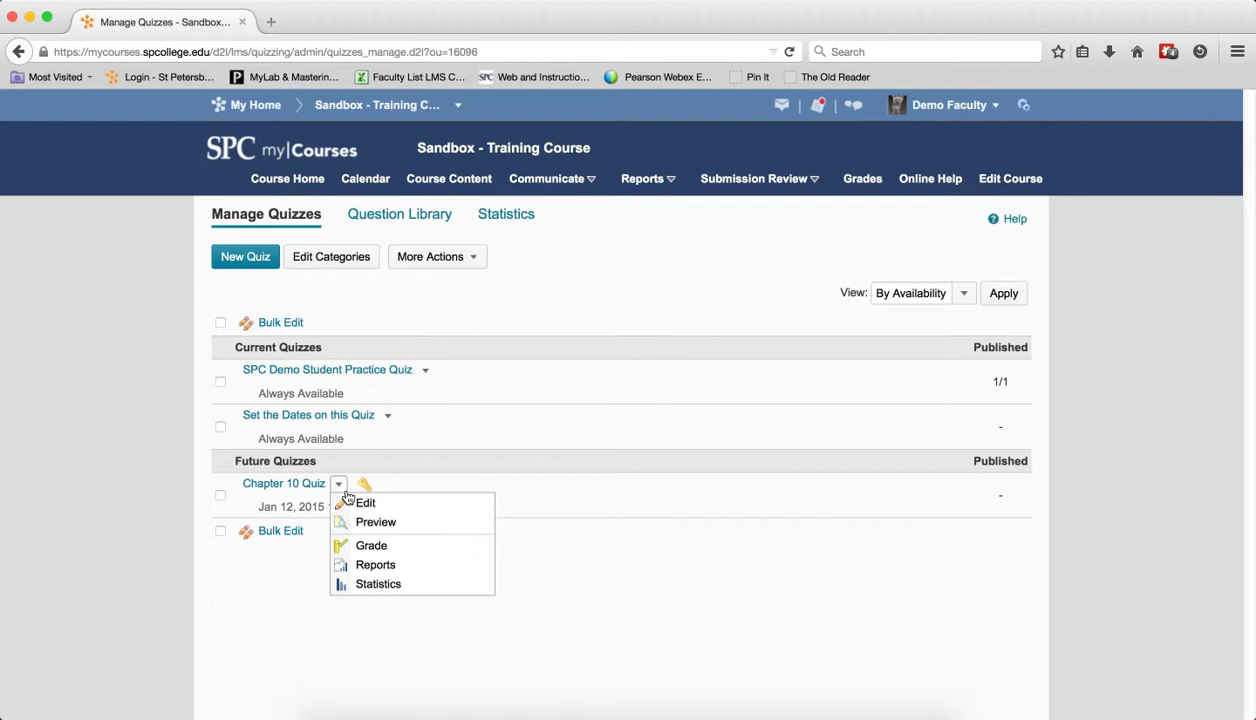 Manage Quizzes - Sandbox...
https://mycourses.spcollege.edu/d2l/lms/quizzing/admin/quizzes_manage.d2l?ou=16096
Search
Most Visited
Login - St Petersb...
MyLab & Masterin...
Faculty List LMS C...
SPC Web and Instructio...
Pearson Webex E...
Pin It
The Old Reader
My Home
Sandbox - Training C...
Demo Faculty
SPC my|Courses
Sandbox - Training Course
Course Home
Calendar
Course Content
Communicate
Reports
Submission Review
Grades
Online Help
Edit Course
Manage Quizzes
Question Library
Statistics
Help
New Quiz
Edit Categories
More Actions
View: By Availability
Apply
Bulk Edit
Current Quizzes
Published
SPC Demo Student Practice Quiz
Always Available
1/1
Set the Dates on this Quiz
Always Available
-
Future Quizzes
Published
Chapter 10 Quiz
Jan 12, 2015
-
Edit
Preview
Grade
Reports
Statistics
Bulk Edit